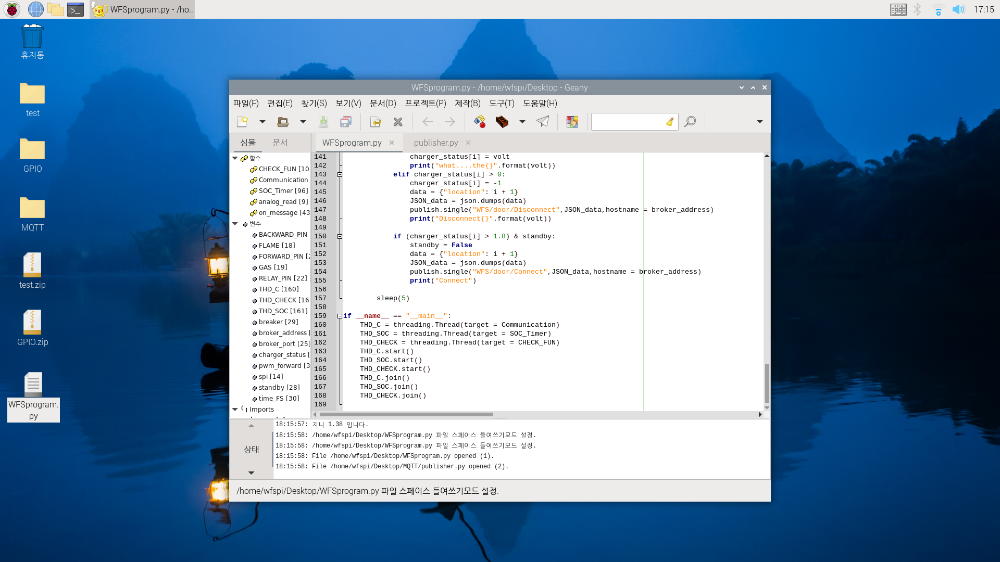 WFSprogram.py - /ho..
17:15
휴지통
test
GPIO
MQTT
test.zip
GPIO.zip
WFSprogram.
py
WFSprogram.py - /home/wfspi/Desktop - Geany
파일(F) 편집(E) 찾기(S) 보기(V) 문서(D) 프로젝트(P) 제작(B) 도구(T) 도움말(H)
심볼 문서
WFSprogram.py publisher.py
함수
CHECK_FUN [10
Communication
SOC_Timer [96]
analog_read [9]
on_message [43
변수
BACKWARD_PIN
FLAME [18]
FORWARD_PIN [2
GAS [19]
RELAY_PIN [22]
THD_C [160]
THD_CHECK [16
THD_SOC [161]
breaker [29]
broker_address [
broker_port [25]
charger_status [
pwm_forward [3
spi [14]
standby [28]
time_FS [30]
Imports
141 charger_status[i] = volt
142 print("what....the{}".format(volt))
143 elif charger_status[i] > 0:
144 charger_status[i] = -1
145 data = {"location": i + 1}
146 JSON_data = json.dumps(data)
147 publish.single("WFS/door/Disconnect",JSON_data,hostname = broker_address)
148 print("Disconnect{}".format(volt))
149
150 if (charger_status[i] > 1.8) & standby:
151 standby = False
152 data = {"location": i + 1}
153 JSON_data = json.dumps(data)
154 publish.single("WFS/door/Connect",JSON_data,hostname = broker_address)
155 print("Connect")
156
157 sleep(5)
158
159 if __name__ == "__main__":
160 THD_C = threading.Thread(target = Communication)
161 THD_SOC = threading.Thread(target = SOC_Timer)
162 THD_CHECK = threading.Thread(target = CHECK_FUN)
163 THD_C.start()
164 THD_SOC.start()
165 THD_CHECK.start()
166 THD_C.join()
167 THD_SOC.join()
168 THD_CHECK.join()
169
상태
18:15:57: 지니 1.38 입니다.
18:15:58: /home/wfspi/Desktop/WFSprogram.py 파일 스페이스 들여쓰기모드 설정.
18:15:58: /home/wfspi/Desktop/WFSprogram.py 파일 스페이스 들여쓰기모드 설정.
18:15:58: File /home/wfspi/Desktop/WFSprogram.py opened (1).
18:15:58: File /home/wfspi/Desktop/MQTT/publisher.py opened (2).
/home/wfspi/Desktop/WFSprogram.py 파일 스페이스 들여쓰기모드 설정.